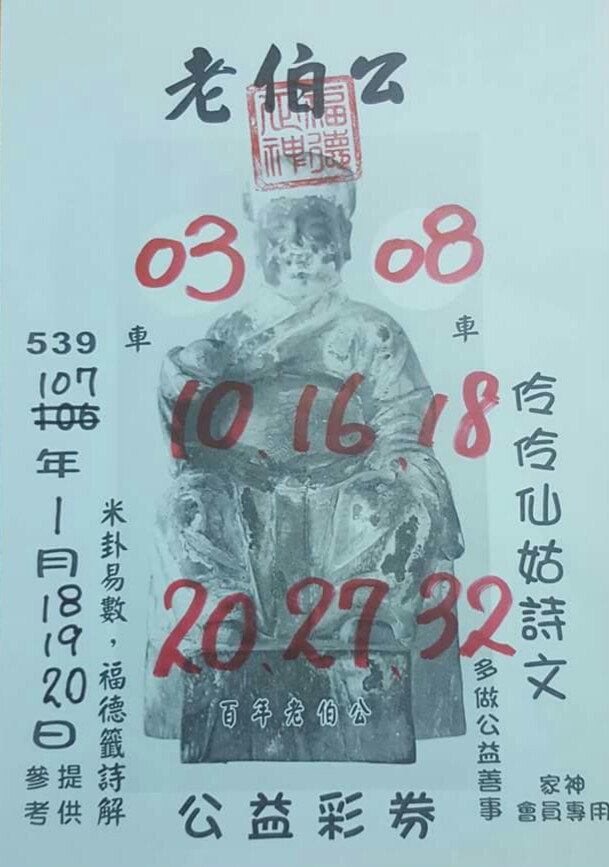 老伯公
福德正神
03 08
車 車
10、16、18
20、27、32
539
107
106
年
1月
18
19
20
日
提供
參考
米卦易數，福德籤詩解
伶伶仙姑詩文
多做公益善事
百年老伯公
公益彩券
家神
會員專用